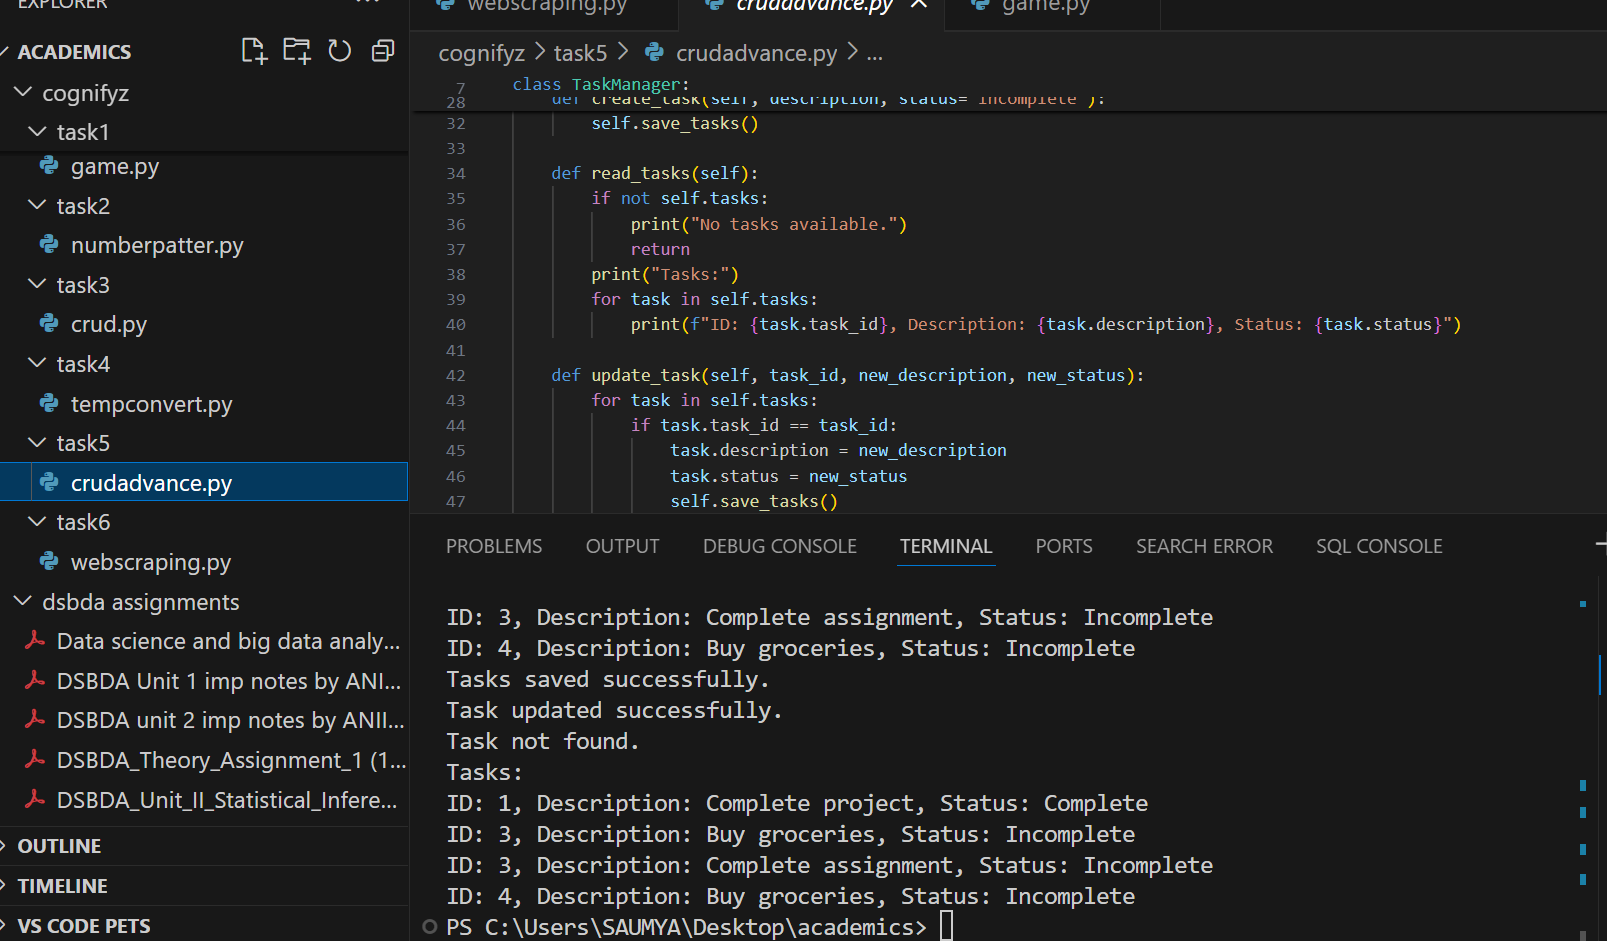 EXPLORER
ACADEMICS
cognifyz
task1
game.py
task2
numberpatter.py
task3
crud.py
task4
tempconvert.py
task5
crudadvance.py
task6
webscraping.py
dsbda assignments
Data science and big data analy...
DSBDA Unit 1 imp notes by ANI...
DSBDA unit 2 imp notes by ANII...
DSBDA_Theory_Assignment_1 (1...
DSBDA_Unit_II_Statistical_Infere...
OUTLINE
TIMELINE
VS CODE PETS
webscraping.py crudadvance.py game.py
cognifyz > task5 > crudadvance.py > ...
7 class TaskManager:
28 def create_task(self, description, status="Incomplete"):
32 self.save_tasks()
33
34 def read_tasks(self):
35 if not self.tasks:
36 print("No tasks available.")
37 return
38 print("Tasks:")
39 for task in self.tasks:
40 print(f"ID: {task.task_id}, Description: {task.description}, Status: {task.status}")
41
42 def update_task(self, task_id, new_description, new_status):
43 for task in self.tasks:
44 if task.task_id == task_id:
45 task.description = new_description
46 task.status = new_status
47 self.save_tasks()
PROBLEMS OUTPUT DEBUG CONSOLE TERMINAL PORTS SEARCH ERROR SQL CONSOLE
ID: 3, Description: Complete assignment, Status: Incomplete
ID: 4, Description: Buy groceries, Status: Incomplete
Tasks saved successfully.
Task updated successfully.
Task not found.
Tasks:
ID: 1, Description: Complete project, Status: Complete
ID: 3, Description: Buy groceries, Status: Incomplete
ID: 3, Description: Complete assignment, Status: Incomplete
ID: 4, Description: Buy groceries, Status: Incomplete
PS C:\Users\SAUMYA\Desktop\academics>